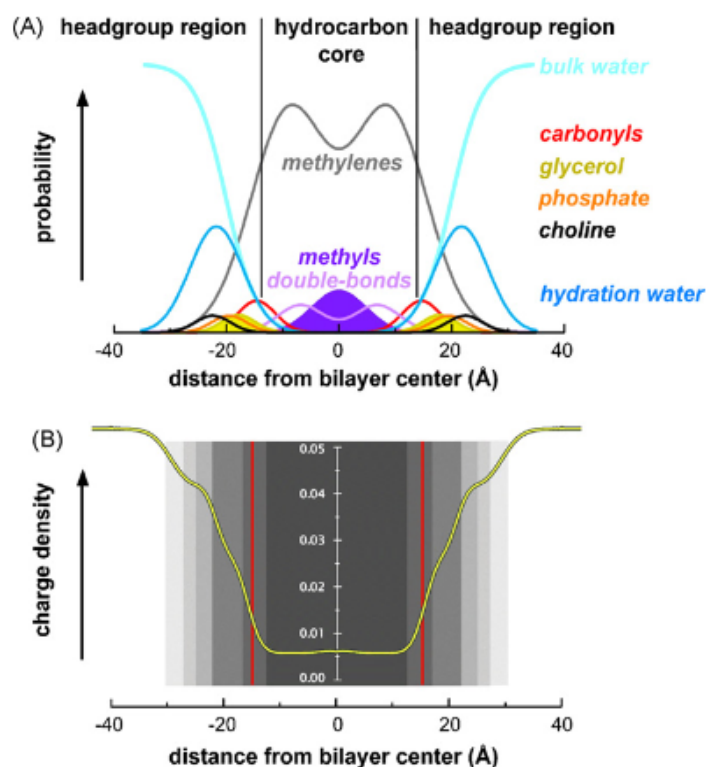 (A) headgroup region hydrocarbon core headgroup region
bulk water
probability
methylenes
carbonyls
glycerol
phosphate
choline
methyls
double-bonds
hydration water
-40 -20 0 20 40
distance from bilayer center (Å)
(B)
charge density
0.05
0.04
0.03
0.02
0.01
0.00
-40 -20 0 20 40
distance from bilayer center (Å)